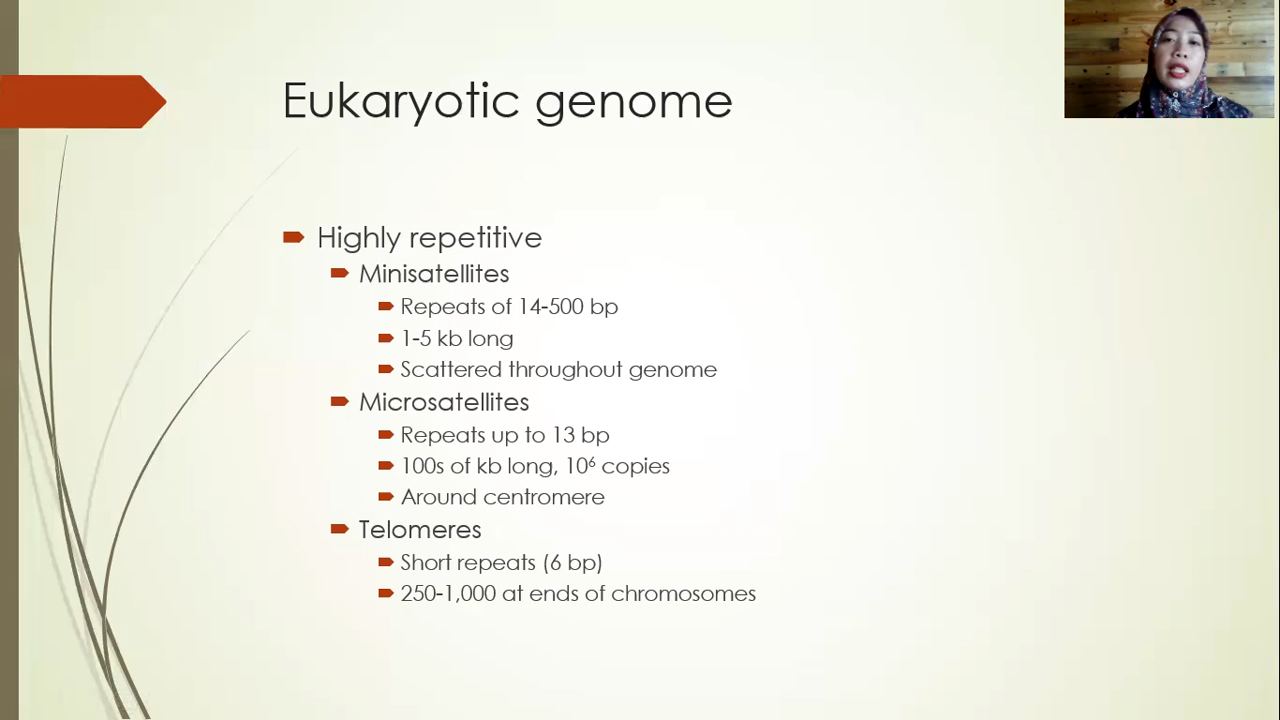 Eukaryotic genome
Highly repetitive
Minisatellites
Repeats of 14-500 bp
1-5 kb long
Scattered throughout genome
Microsatellites
Repeats up to 13 bp
100s of kb long, 10⁶ copies
Around centromere
Telomeres
Short repeats (6 bp)
250-1,000 at ends of chromosomes